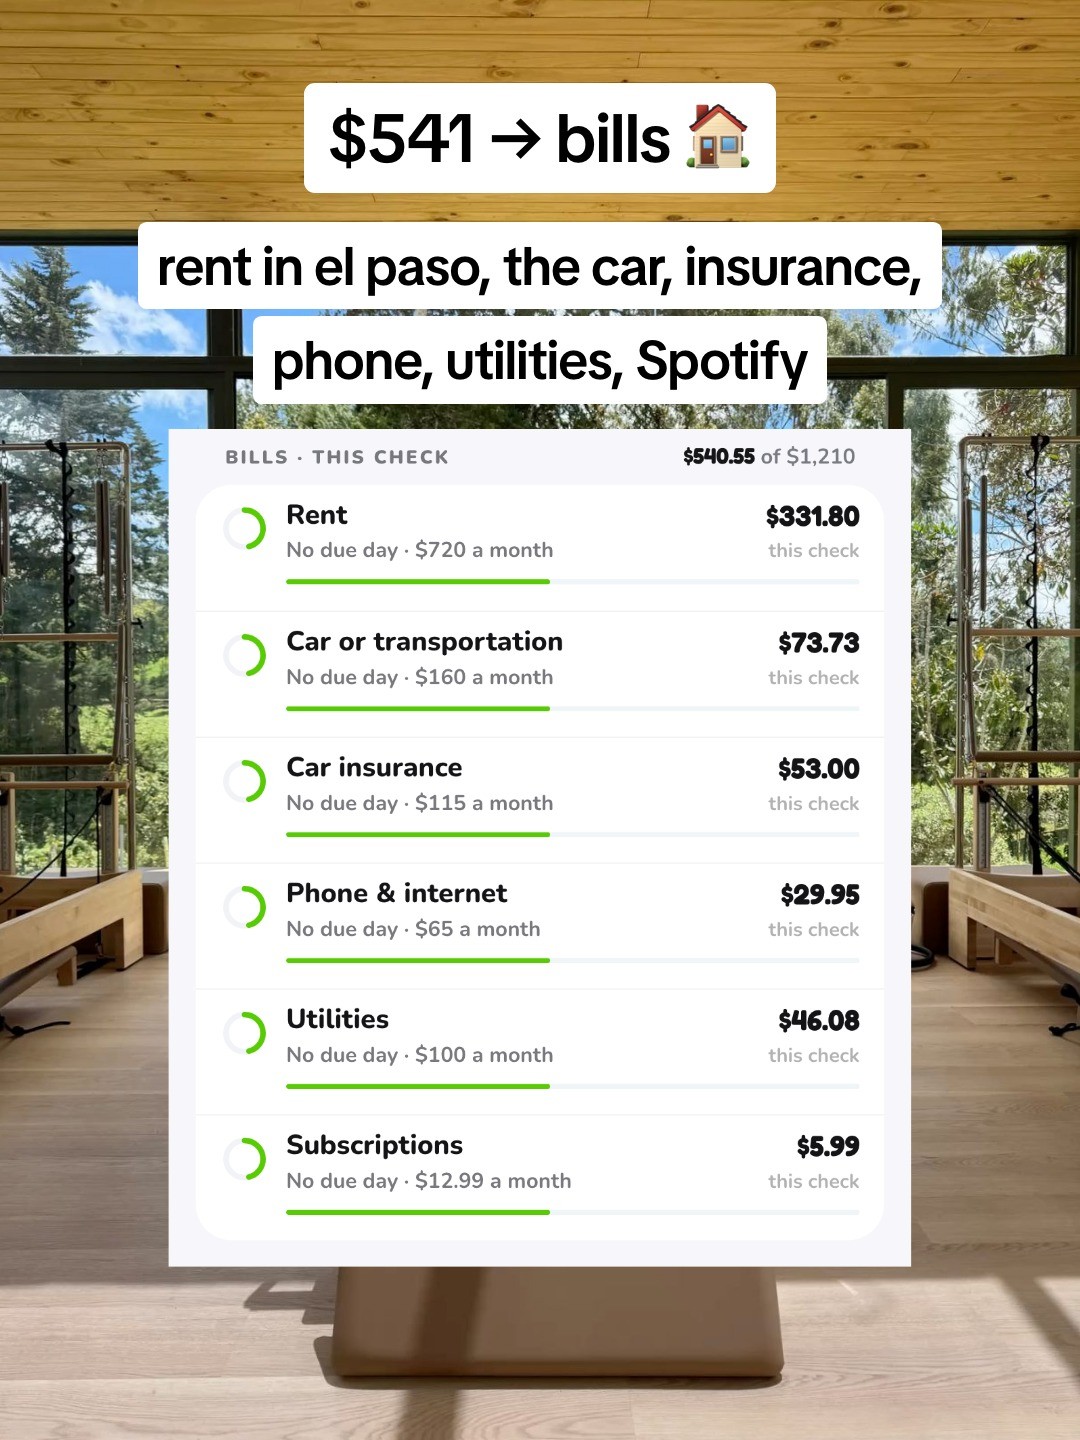 $541 → bills 🏠
rent in el paso, the car, insurance,
phone, utilities, Spotify
BILLS · THIS CHECK $540.55 of $1,210
Rent $331.80
No due day · $720 a month this check
Car or transportation $73.73
No due day · $160 a month this check
Car insurance $53.00
No due day · $115 a month this check
Phone & internet $29.95
No due day · $65 a month this check
Utilities $46.08
No due day · $100 a month this check
Subscriptions $5.99
No due day · $12.99 a month this check